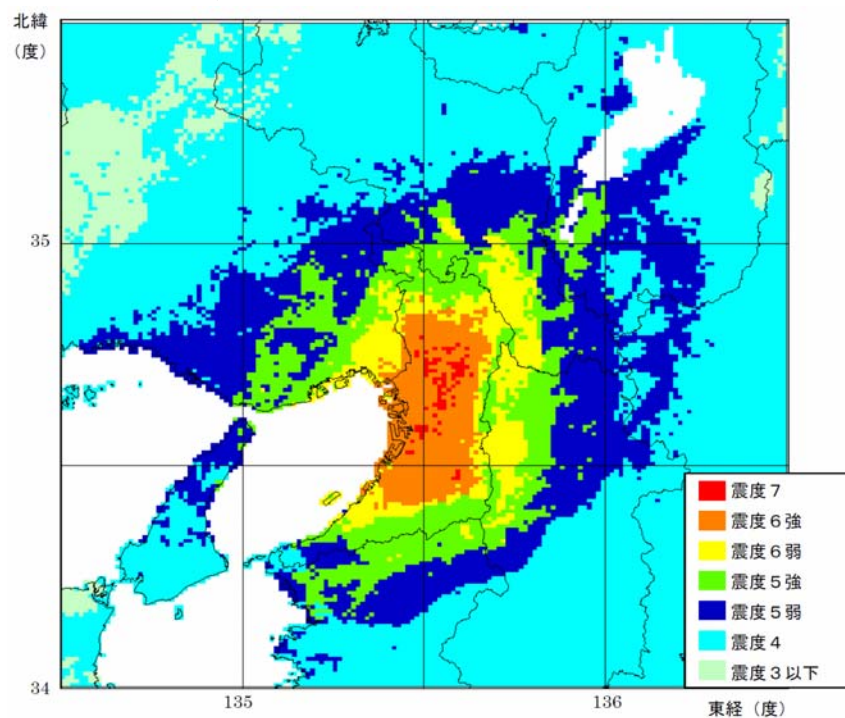 北緯
（度）
35
34
135
136
東経（度）
震度７
震度６強
震度６弱
震度５強
震度５弱
震度４
震度３以下